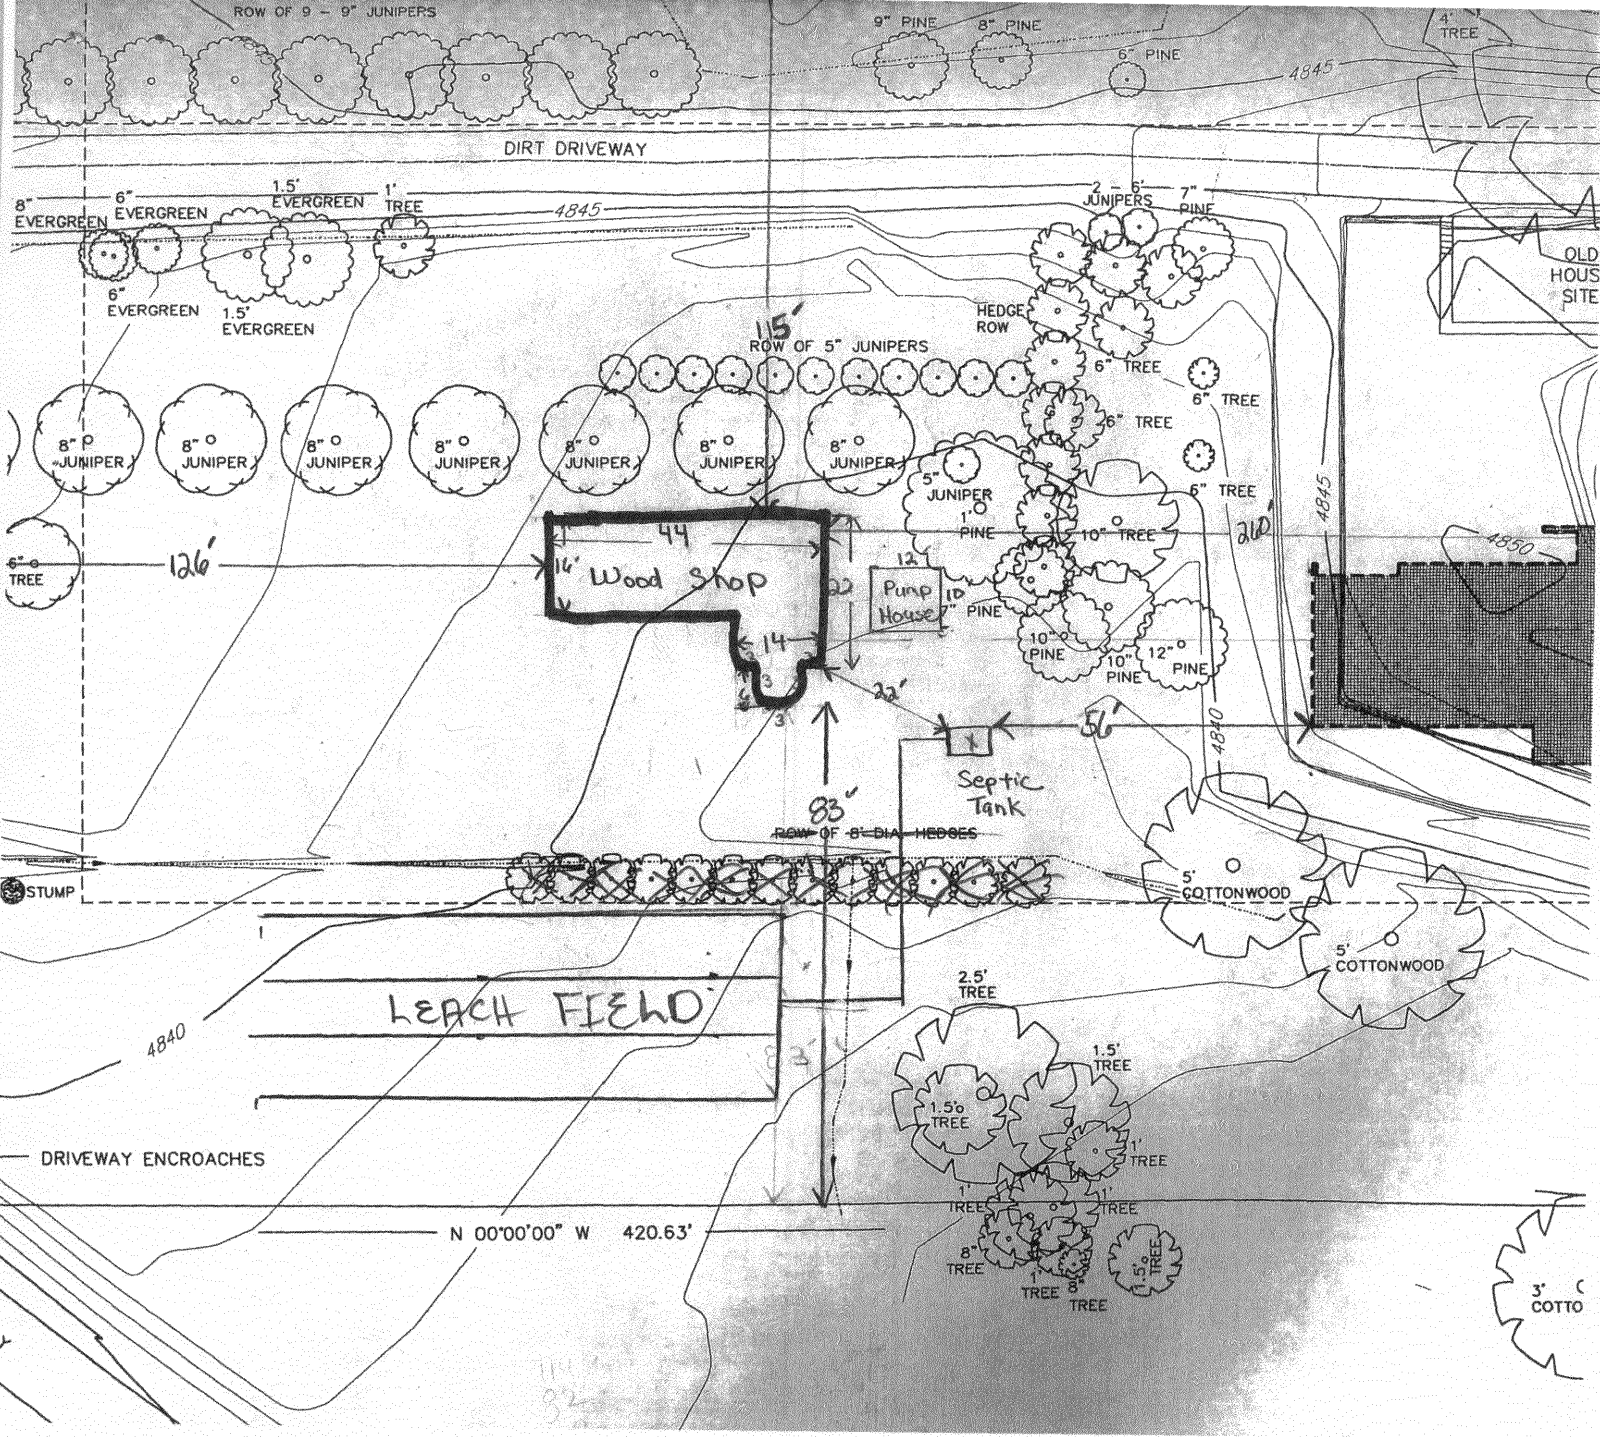 ROW OF 9 - 9" JUNIPERS
9" PINE
8" PINE
6" PINE
4'
TREE
4845
DIRT DRIVEWAY
8"
EVERGREEN
6"
EVERGREEN
1.5'
EVERGREEN
1'
TREE
4845
2 - 6'
JUNIPERS
7"
PINE
OLD
HOUS
SITE
6"
EVERGREEN
1.5'
EVERGREEN
HEDGE
ROW
115'
ROW OF 5" JUNIPERS
6" TREE
6" TREE
6" TREE
8"
JUNIPER
8"
JUNIPER
8"
JUNIPER
8"
JUNIPER
8"
JUNIPER
8"
JUNIPER
8"
JUNIPER
5"
JUNIPER
1'
PINE
6" TREE
10" TREE
260'
4845
4850
6"
TREE
126'
44
16'
Wood Shop
22
12'
Pump
House
10
7" PINE
14
3
6
3
10"
PINE
10"
PINE
12"
PINE
22'
56'
4840
Septic
Tank
83'
ROW OF 8' DIA HEDGES
STUMP
5'
COTTONWOOD
5'
COTTONWOOD
LEACH FIELD
4840
2.5'
TREE
83'
1.5'
TREE
1.5'
TREE
1'
TREE
DRIVEWAY ENCROACHES
1'
TREE
1'
TREE
N 00°00'00" W 420.63'
8"
TREE
1'
TREE
8"
TREE
1.5'
TREE
3'
COTTO